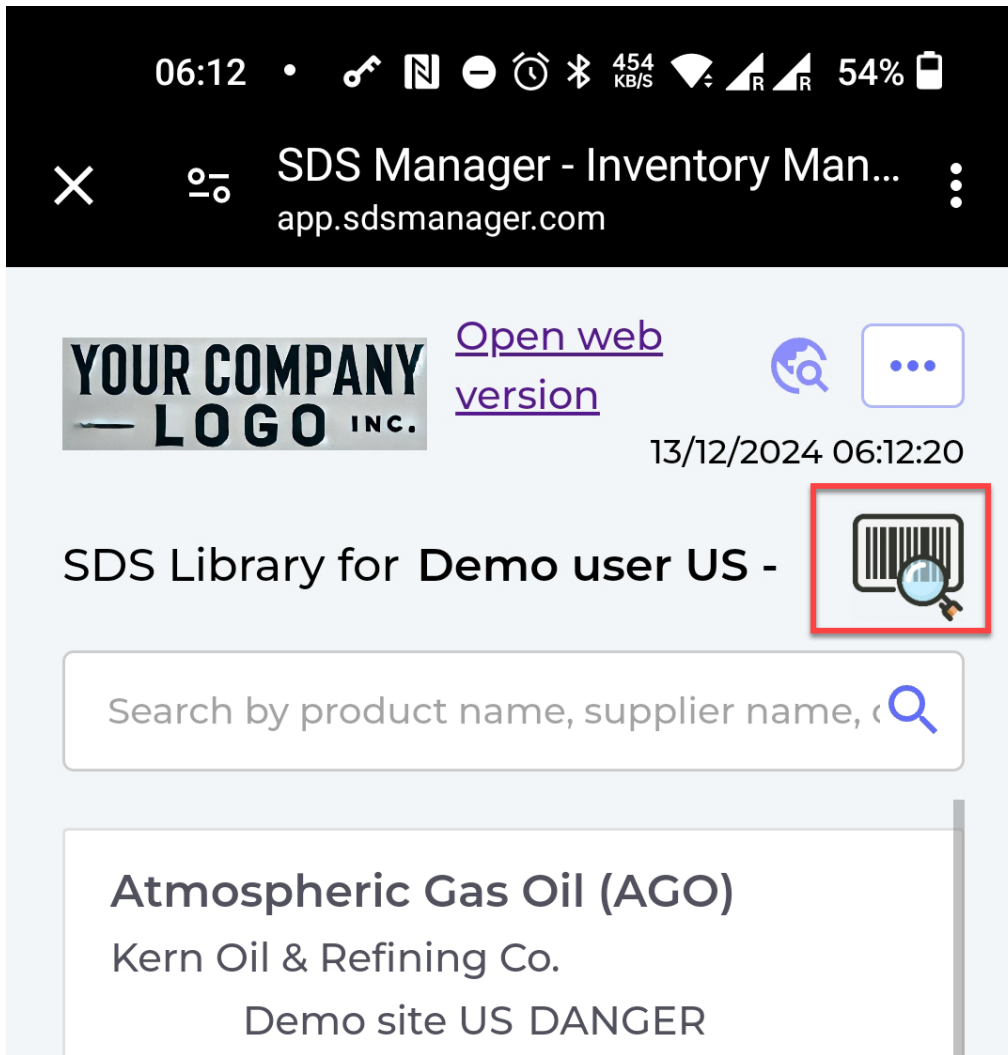 06:12 • 454 KB/S R R 54%
SDS Manager - Inventory Man...
app.sdsmanager.com
YOUR COMPANY
LOGO INC.
Open web
version
13/12/2024 06:12:20
SDS Library for Demo user US -
Search by product name, supplier name,
Atmospheric Gas Oil (AGO)
Kern Oil & Refining Co.
Demo site US DANGER